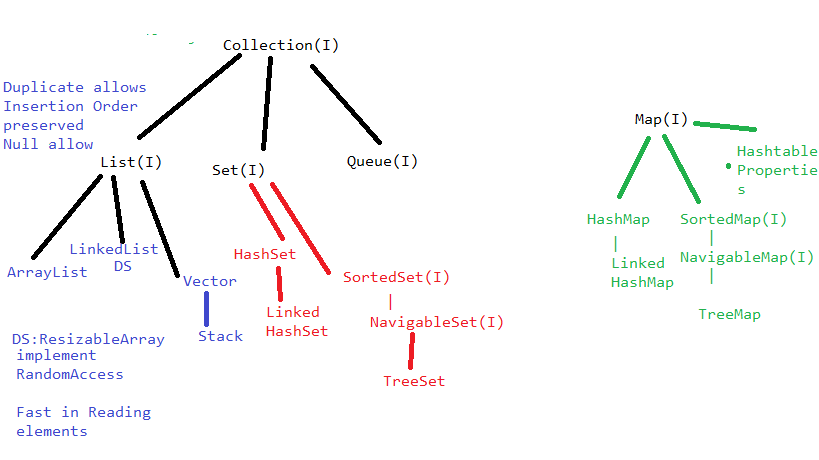 Collection(I)
Duplicate allows
Insertion Order
preserved
Null allow
List(I)
Set(I)
Queue(I)
ArrayList
LinkedList
DS
Vector
Stack
DS:ResizableArray
implement
RandomAccess
Fast in Reading
elements
HashSet
Linked
HashSet
SortedSet(I)
|
NavigableSet(I)
TreeSet
Map(I)
Hashtable
Propertie
s
HashMap
|
Linked
HashMap
SortedMap(I)
|
NavigableMap(I)
|
TreeMap